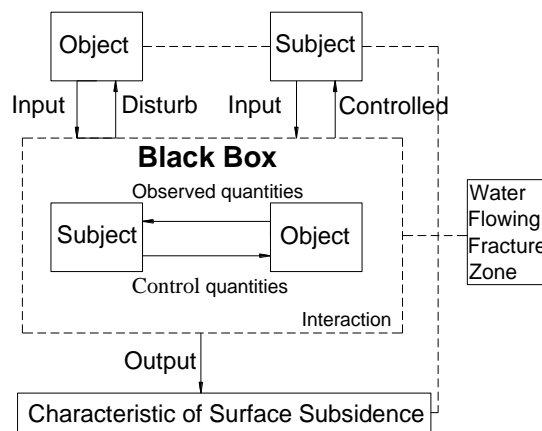 Object
Subject
Input
Disturb
Input
Controlled
Black Box
Observed quantities
Subject
Object
Control quantities
Interaction
Water
Flowing
Fracture
Zone
Output
Characteristic of Surface Subsidence